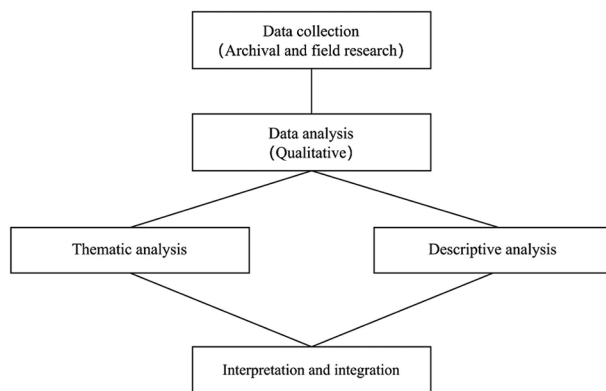 Data collection
(Archival and field research)
Data analysis
(Qualitative)
Thematic analysis
Descriptive analysis
Interpretation and integration